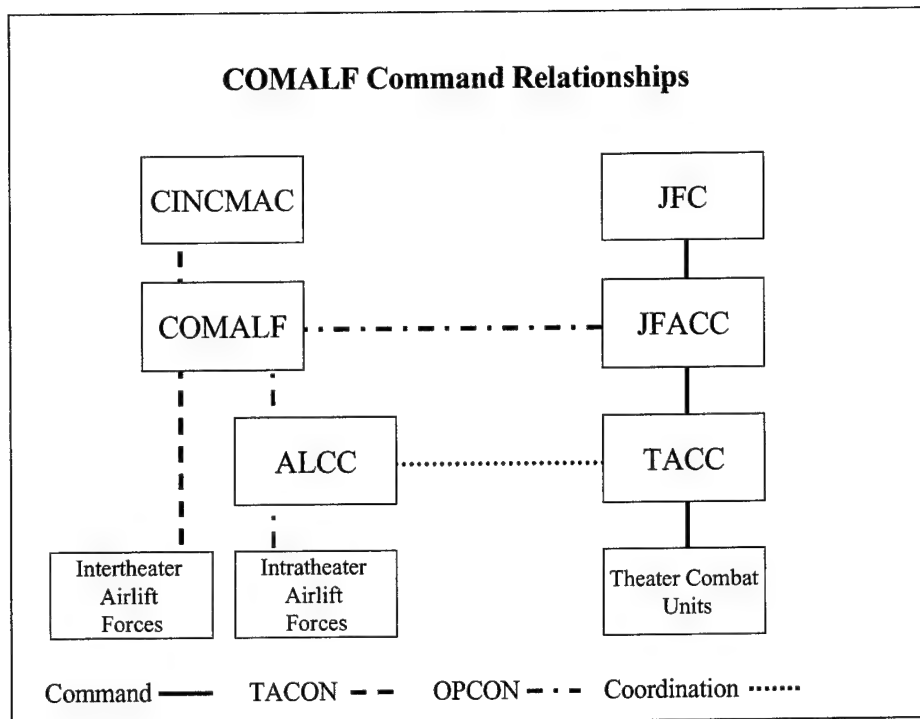 COMALF Command Relationships
CINCMAC
JFC
COMALF
JFACC
ALCC
TACC
Intertheater
Airlift
Forces
Intratheater
Airlift
Forces
Theater Combat
Units
Command
TACON
OPCON
Coordination